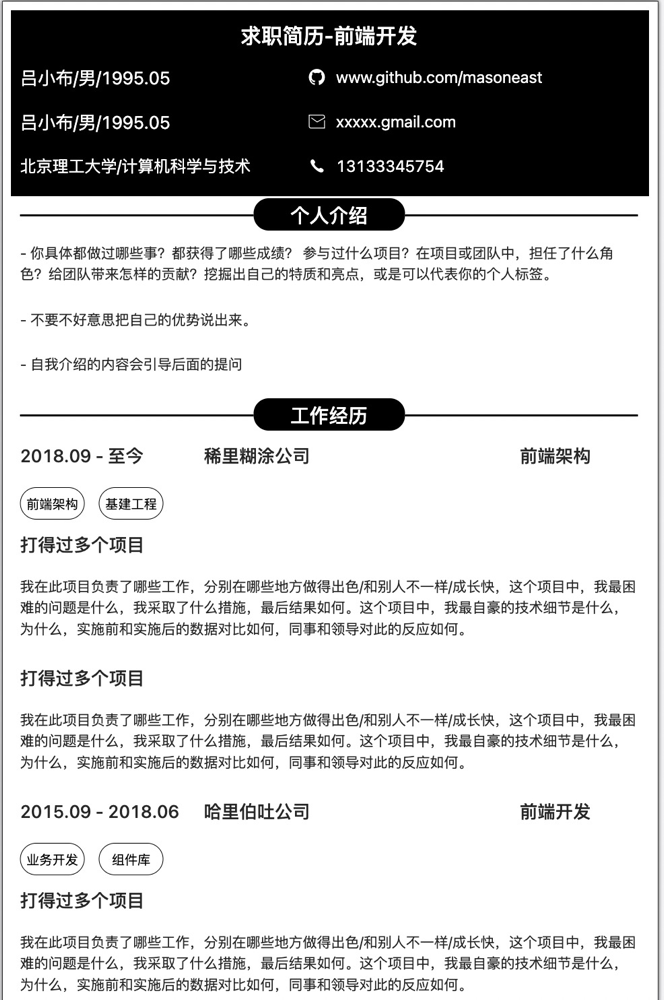 求职简历-前端开发
吕小布/男/1995.05
www.github.com/masoneast
吕小布/男/1995.05
xxxxx.gmail.com
北京理工大学/计算机科学与技术
13133345754
个人介绍
- 你具体都做过哪些事？都获得了哪些成绩？ 参与过什么项目？在项目或团队中，担任了什么角
色？给团队带来怎样的贡献？挖掘出自己的特质和亮点，或是可以代表你的个人标签。
- 不要不好意思把自己的优势说出来。
- 自我介绍的内容会引导后面的提问
工作经历
2018.09 - 至今 稀里糊涂公司 前端架构
前端架构 基建工程
打得过多个项目
我在此项目负责了哪些工作，分别在哪些地方做得出色/和别人不一样/成长快，这个项目中，我最困
难的问题是什么，我采取了什么措施，最后结果如何。这个项目中，我最自豪的技术细节是什么，
为什么，实施前和实施后的数据对比如何，同事和领导对此的反应如何。
打得过多个项目
我在此项目负责了哪些工作，分别在哪些地方做得出色/和别人不一样/成长快，这个项目中，我最困
难的问题是什么，我采取了什么措施，最后结果如何。这个项目中，我最自豪的技术细节是什么，
为什么，实施前和实施后的数据对比如何，同事和领导对此的反应如何。
2015.09 - 2018.06 哈里伯吐公司 前端开发
业务开发 组件库
打得过多个项目
我在此项目负责了哪些工作，分别在哪些地方做得出色/和别人不一样/成长快，这个项目中，我最困
难的问题是什么，我采取了什么措施，最后结果如何。这个项目中，我最自豪的技术细节是什么，
为什么，实施前和实施后的数据对比如何，同事和领导对此的反应如何。